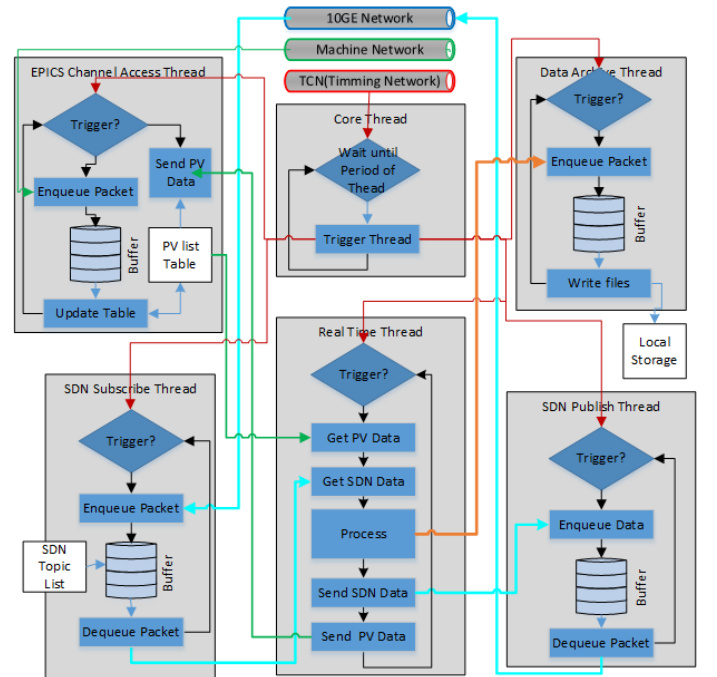 10GE Network
Machine Network
TCN(Timming Network)
EPICS Channel Access Thread
Trigger?
Send PV
Data
Enqueue Packet
Buffer
PV list
Table
Update Table
Core Thread
Wait until
Period of
Thead
Trigger Thread
Data Archive Thread
Trigger?
Enqueue Packet
Buffer
Write files
Local
Storage
SDN Subscribe Thread
Trigger?
Enqueue Packet
SDN
Topic
List
Buffer
Dequeue Packet
Real Time Thread
Trigger?
Get PV Data
Get SDN Data
Process
Send SDN Data
Send PV Data
SDN Publish Thread
Trigger?
Enqueue Data
Buffer
Dequeue Packet